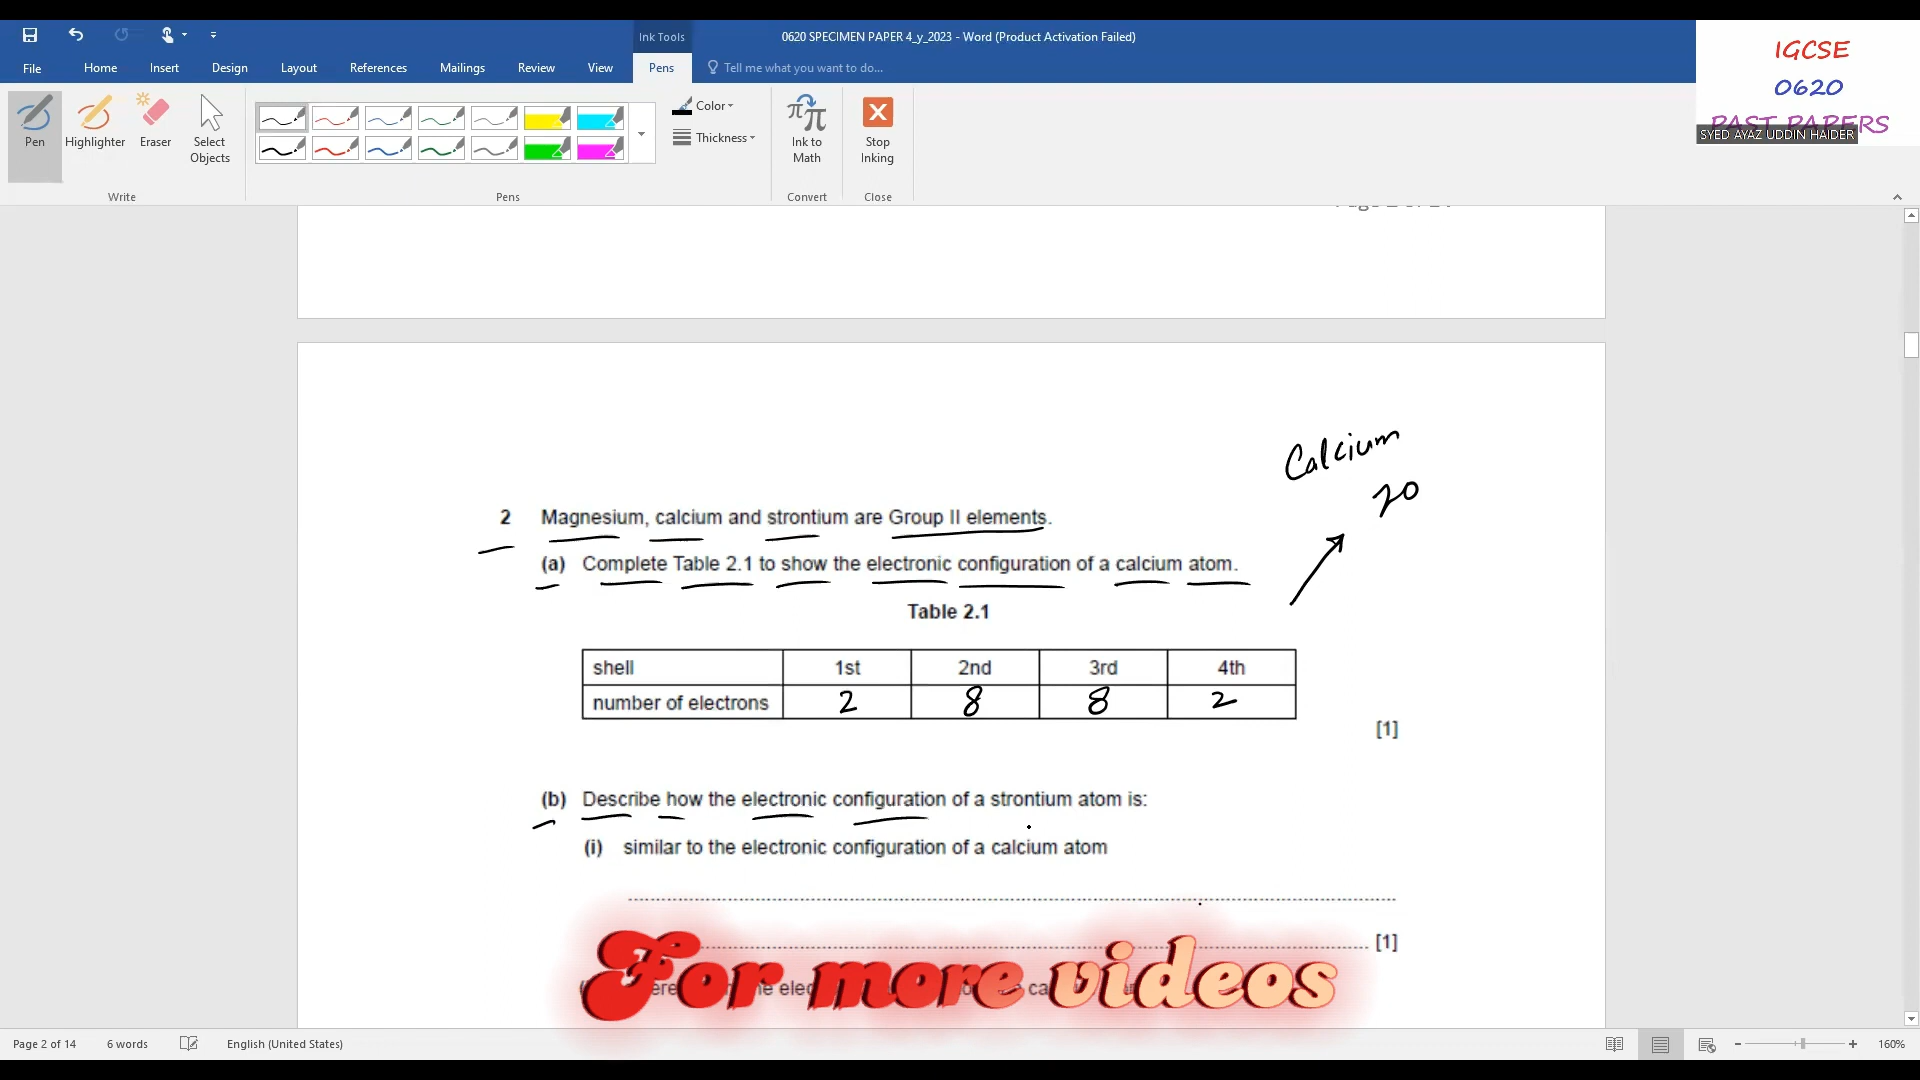 Ink Tools
0620 SPECIMEN PAPER 4_y_2023 - Word (Product Activation Failed)
File Home Insert Design Layout References Mailings Review View Pens Tell me what you want to do...
IGCSE
0620
PAST PAPERS
SYED AYAZ UDDIN HAIDER
Pen Highlighter Eraser Select Objects
Color
Thickness
Ink to Math
Stop Inking
Write Pens Convert Close
Calcium
20
2 Magnesium, calcium and strontium are Group II elements.
(a) Complete Table 2.1 to show the electronic configuration of a calcium atom.
Table 2.1
shell 1st 2nd 3rd 4th
number of electrons 2 8 8 2
[1]
(b) Describe how the electronic configuration of a strontium atom is:
(i) similar to the electronic configuration of a calcium atom
[1]
For more videos
Page 2 of 14 6 words English (United States) 160%